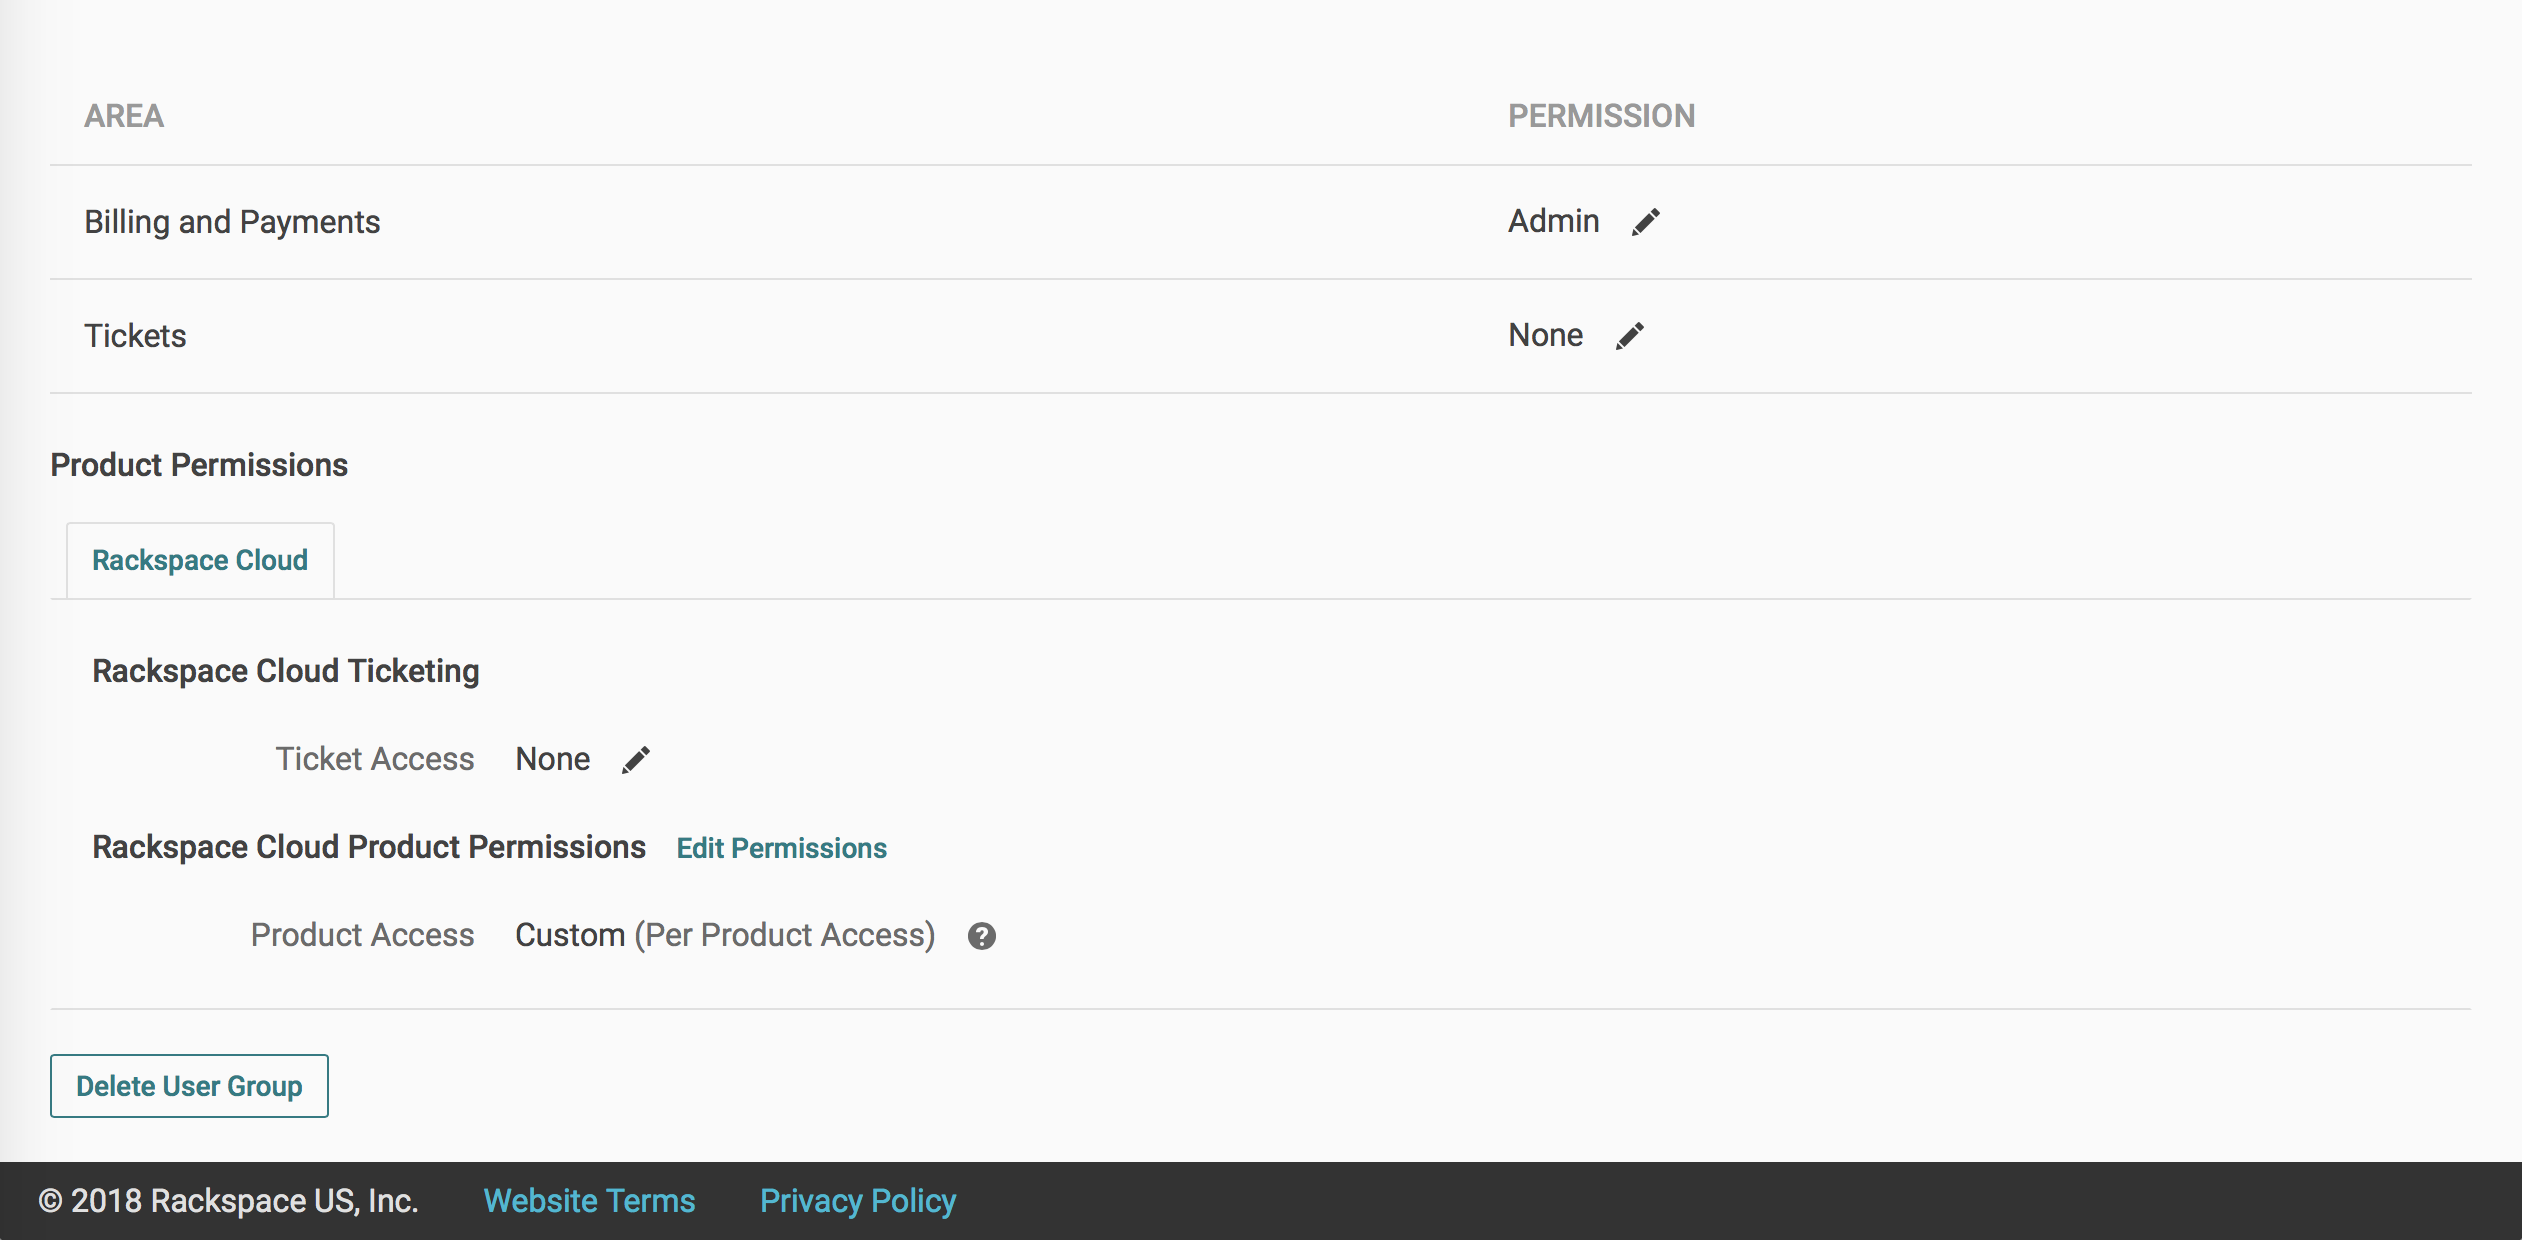 AREA PERMISSION
Billing and Payments Admin
Tickets None
Product Permissions
Rackspace Cloud
Rackspace Cloud Ticketing
Ticket Access None
Rackspace Cloud Product Permissions Edit Permissions
Product Access Custom (Per Product Access) ?
Delete User Group
© 2018 Rackspace US, Inc. Website Terms Privacy Policy